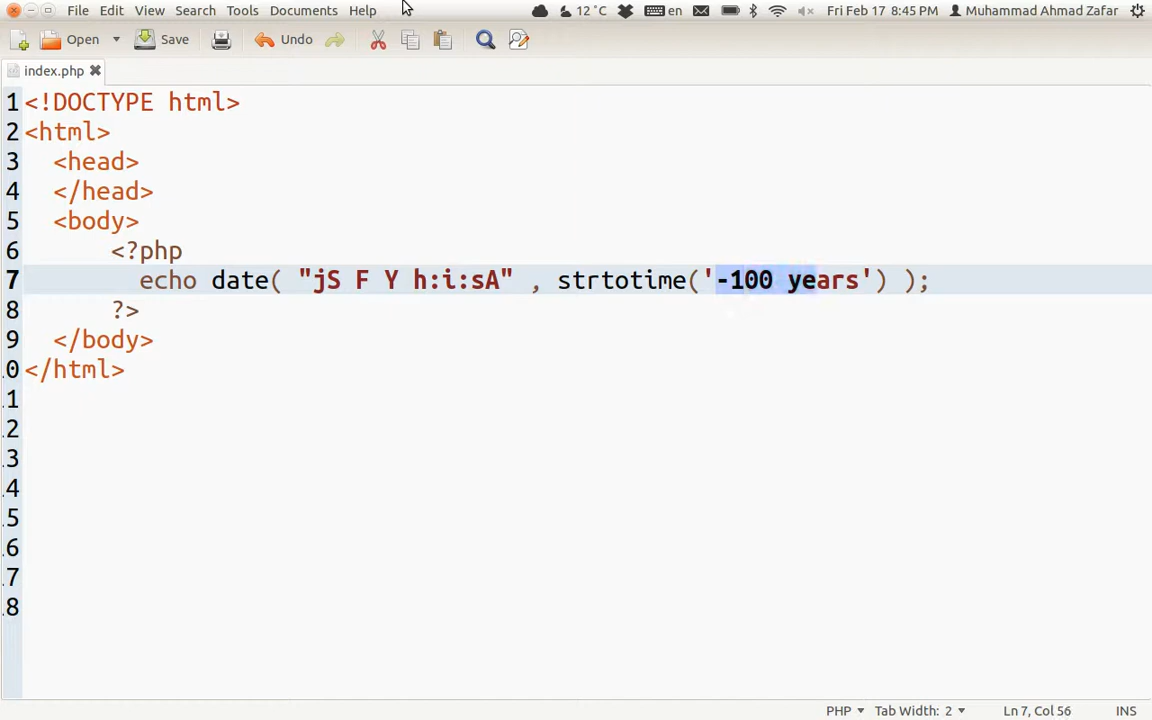 File Edit View Search Tools Documents Help 12 °C en Fri Feb 17 8:45 PM Muhammad Ahmad Zafar
Open Save Undo
index.php
1 <!DOCTYPE html>
2 <html>
3 <head>
4 </head>
5 <body>
6 <?php
7 echo date( "jS F Y h:i:sA" , strtotime('-100 years') );
8 ?>
9 </body>
0 </html>
1
2
3
4
5
6
7
8
PHP Tab Width: 2 Ln 7, Col 56 INS